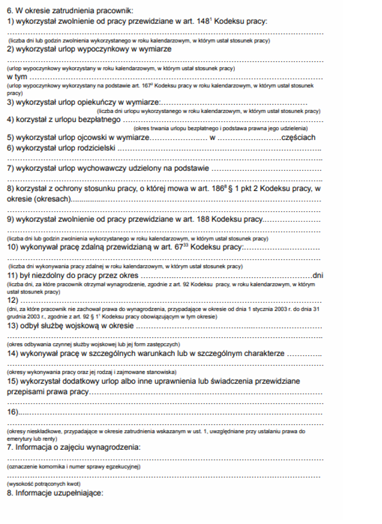 6. W okresie zatrudnienia pracownik:
1) wykorzystał zwolnienie od pracy przewidziane w art. 148¹ Kodeksu pracy:
........................................................................................................
(liczba dni lub godzin zwolnienia wykorzystanego w roku kalendarzowym, w którym ustał stosunek pracy)
2) wykorzystał urlop wypoczynkowy w wymiarze
........................................................................................................
(urlop wypoczynkowy wykorzystany w roku kalendarzowym, w którym ustał stosunek pracy)
w tym ........................................................................................................
(urlop wypoczynkowy wykorzystany na podstawie art. 167² Kodeksu pracy w roku kalendarzowym, w którym ustał stosunek
pracy)
3) wykorzystał urlop opiekuńczy w wymiarze:........................................................
(liczba dni urlopu wykorzystanego w roku kalendarzowym, w którym ustał stosunek pracy)
4) korzystał z urlopu bezpłatnego ........................................................
(okres trwania urlopu bezpłatnego i podstawa prawna jego udzielenia)
5) wykorzystał urlop ojcowski w wymiarze........................ w ........................częściach
6) wykorzystał urlop rodzicielski ........................................................
........................................................................................................
7) wykorzystał urlop wychowawczy udzielony na podstawie ................................
........................................................................................................
8) korzystał z ochrony stosunku pracy, o której mowa w art. 186⁸ § 1 pkt 2 Kodeksu pracy, w
okresie (okresach)........................................................................
........................................................................................................
9) wykorzystał zwolnienie od pracy przewidziane w art. 188 Kodeksu pracy................
........................................................................................................
(liczba dni lub godzin zwolnienia wykorzystanego w roku kalendarzowym, w którym ustał stosunek pracy)
10) wykonywał pracę zdalną przewidzianą w art. 67³³ Kodeksu pracy:........................
........................................................................................................
(liczba dni wykonywania pracy zdalnej w roku kalendarzowym, w którym ustał stosunek pracy)
11) był niezdolny do pracy przez okres ........................................................dni
(liczba dni, za które pracownik otrzymał wynagrodzenie, zgodnie z art. 92 Kodeksu pracy, w roku kalendarzowym, w którym
ustał stosunek pracy)
12) ........................................................................................................
(dni, za które pracownik nie zachował prawa do wynagrodzenia, przypadające w okresie od dnia 1 stycznia 2003 r. do dnia 31
grudnia 2003 r., zgodnie z art. 92 § 1¹ Kodeksu pracy obowiązującym w tym okresie)
13) odbył służbę wojskową w okresie ........................................................
........................................................................................................
(okres odbywania czynnej służby wojskowej lub jej form zastępczych)
14) wykonywał pracę w szczególnych warunkach lub w szczególnym charakterze ............
........................................................................................................
(okresy wykonywania pracy oraz jej rodzaj i zajmowane stanowiska)
15) wykorzystał dodatkowy urlop albo inne uprawnienia lub świadczenia przewidziane
przepisami prawa pracy........................................................................
........................................................................................................
16)........................................................................................................
........................................................................................................
(okresy nieskładkowe, przypadające w okresie zatrudnienia wskazanym w ust. 1, uwzględniane przy ustalaniu prawa do
emerytury lub renty)
7. Informacja o zajęciu wynagrodzenia:
........................................................................................................
(oznaczenie komornika i numer sprawy egzekucyjnej)
........................................................................................................
(wysokość potrąconych kwot)
8. Informacje uzupełniające: